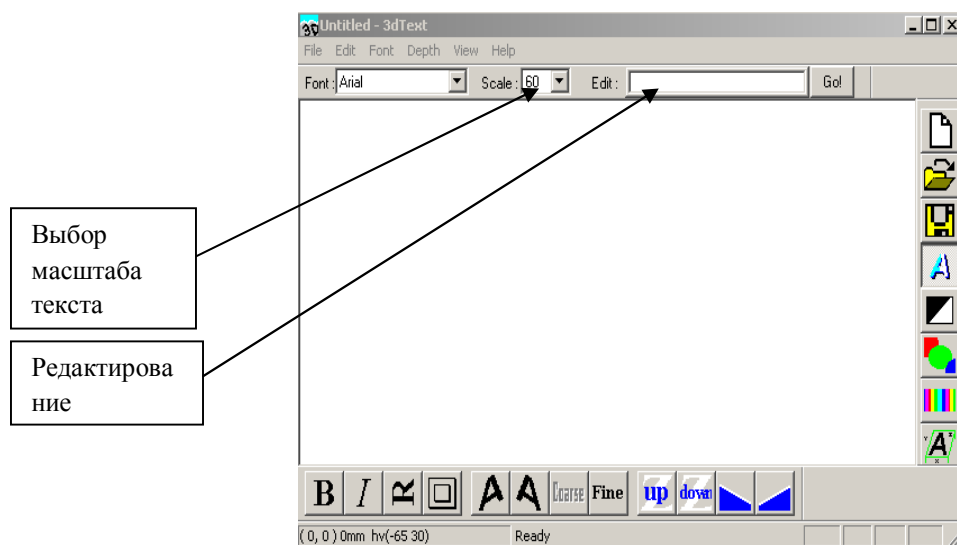 3D Untitled - 3dText
File Edit Font Depth View Help
Font: Arial Scale: 60 Edit: Go!
Выбор
масштаба
текста
Редактирова
ние
A
Y A Z
X
B I R A A Coarse Fine Z up Z down
( 0, 0 ) 0mm hv(-65 30) Ready